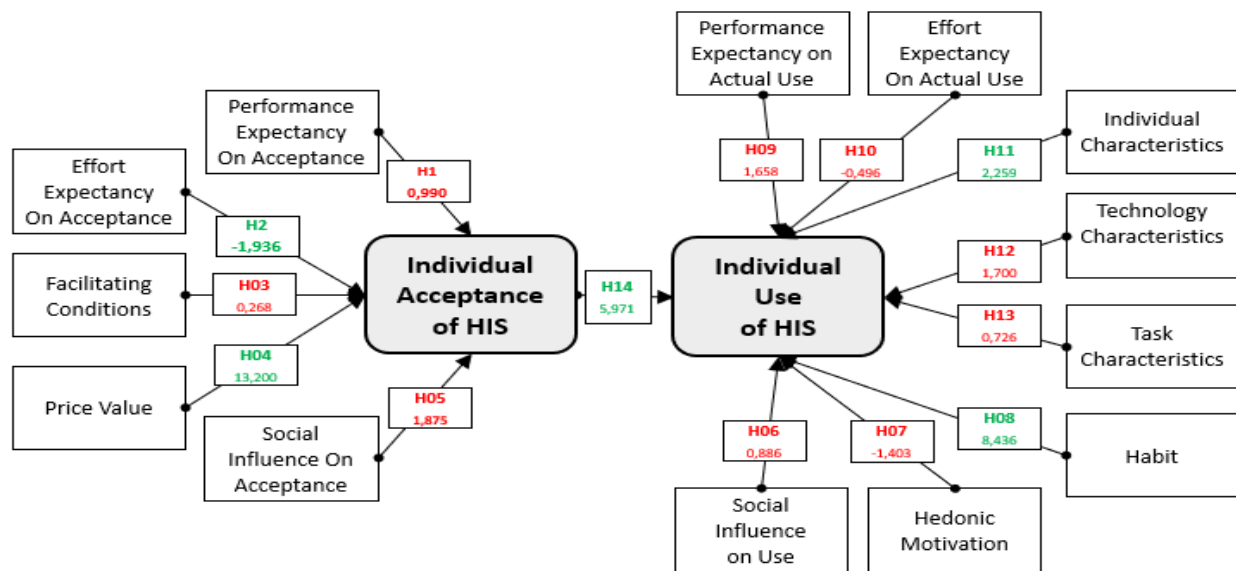 Performance
Expectancy on
Actual Use
Effort
Expectancy
On Actual Use
Performance
Expectancy
On Acceptance
Individual
Characteristics
Effort
Expectancy
On Acceptance
H1
0,990
H09
1,658
H10
-0,496
H11
2,259
Technology
Characteristics
H2
-1,936
H12
1,700
Facilitating
Conditions
H03
0,268
Individual
Acceptance
of HIS
H14
5,971
Individual
Use
of HIS
H13
0,726
Task
Characteristics
H04
13,200
Price Value
H05
1,875
Social
Influence On
Acceptance
H06
0,886
H07
-1,403
H08
8,436
Habit
Social
Influence
on Use
Hedonic
Motivation